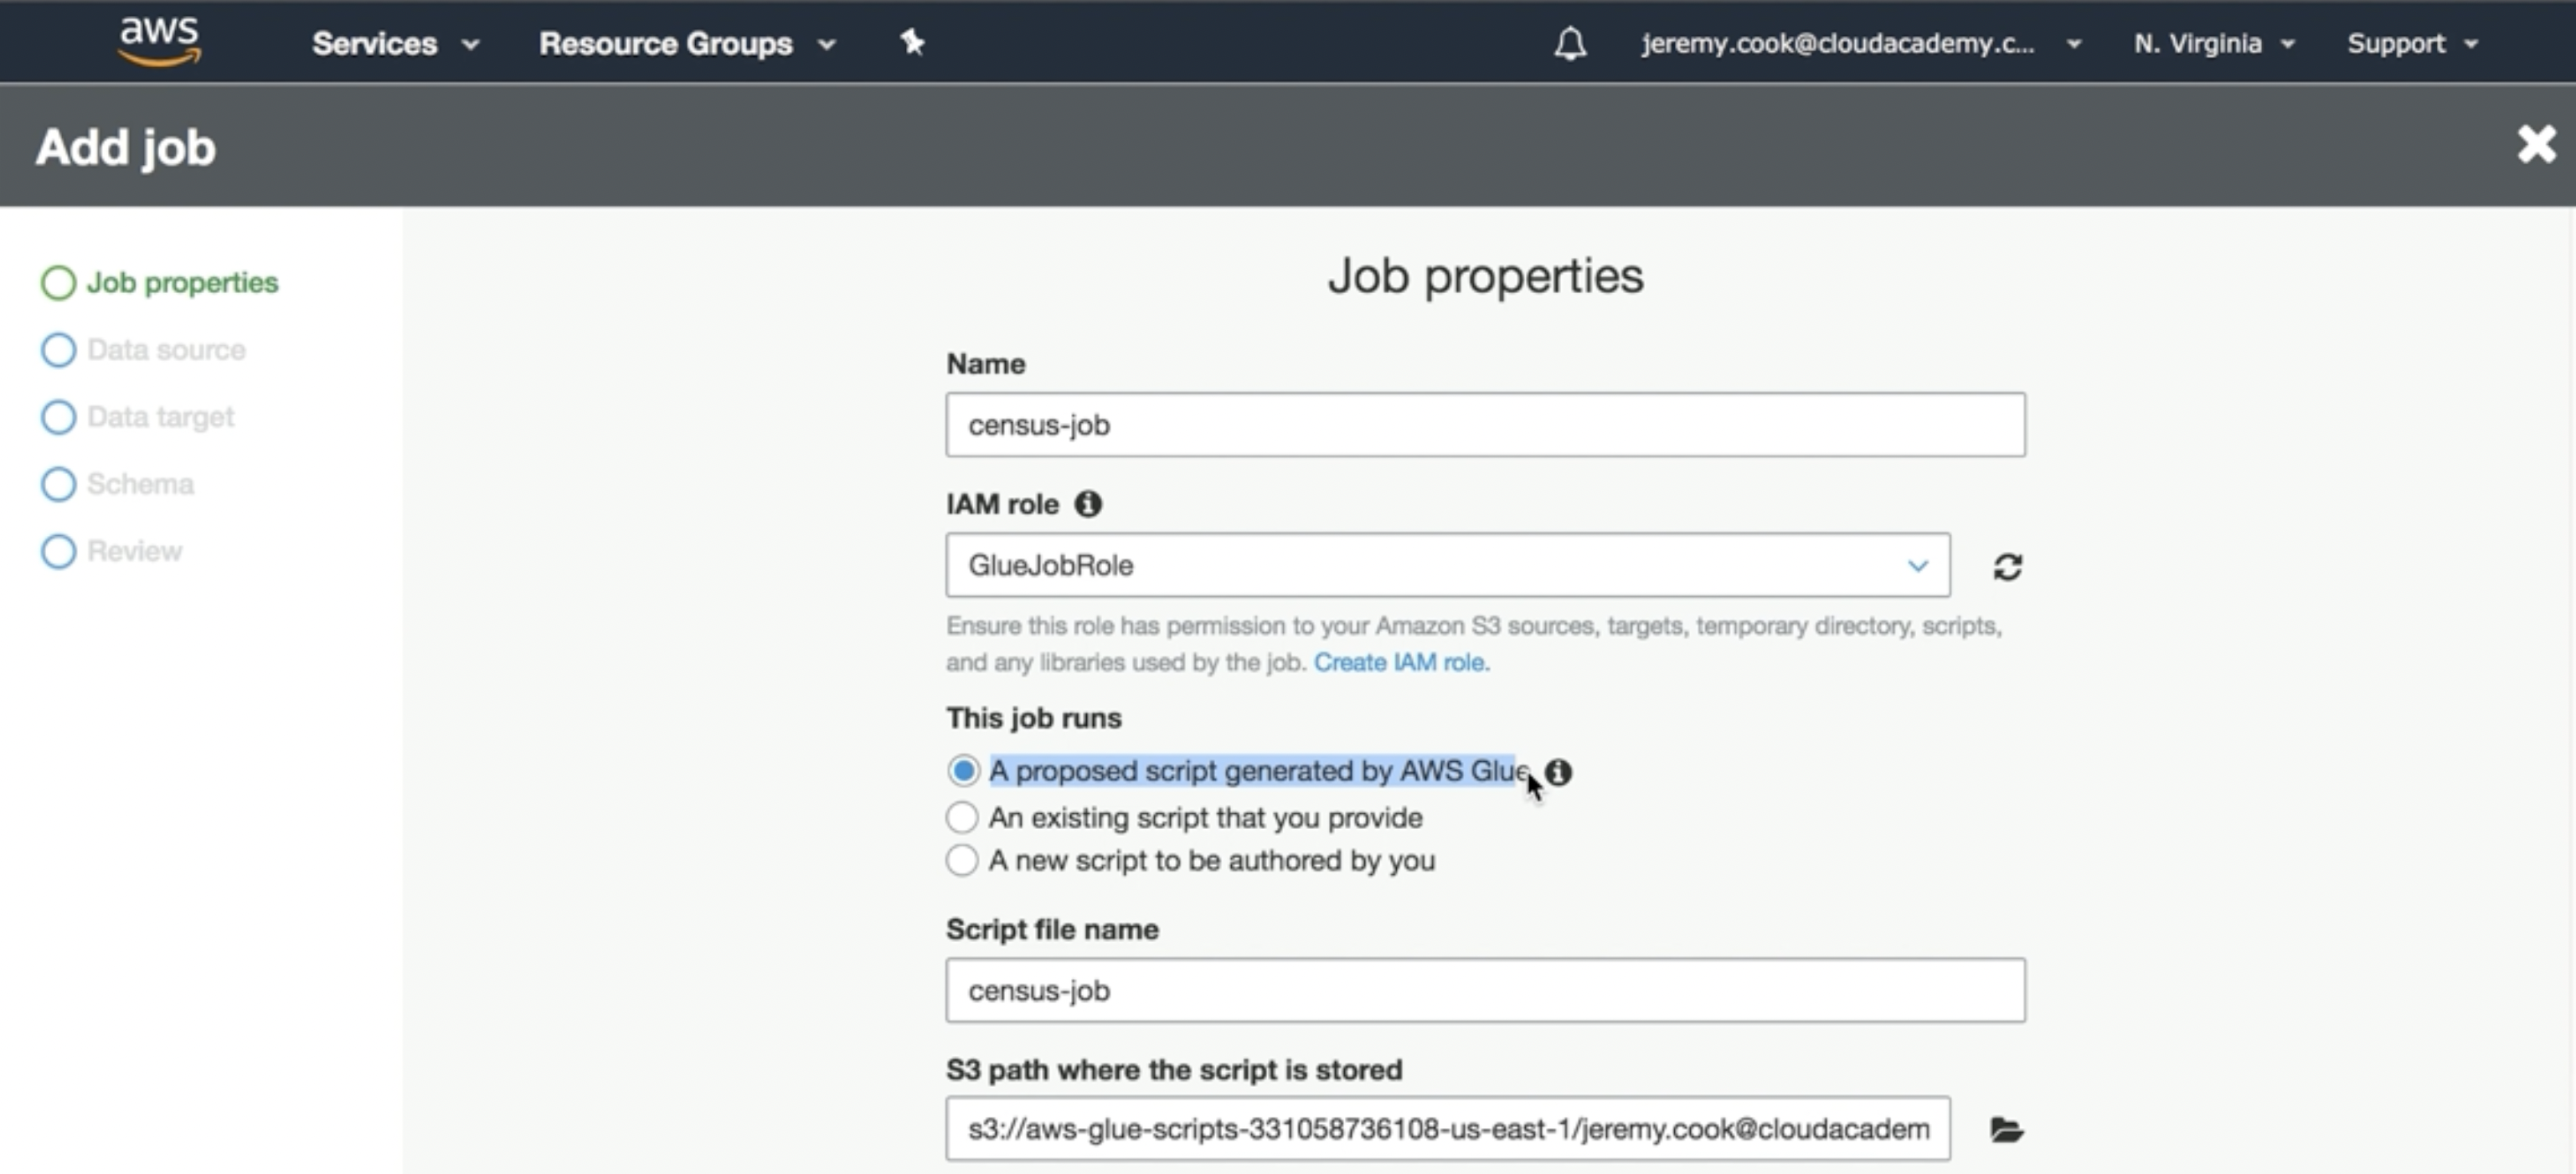 aws Services Resource Groups jeremy.cook@cloudacademy.c... N. Virginia Support
Add job
Job properties
Data source
Data target
Schema
Review
Job properties
Name
census-job
IAM role
GlueJobRole
Ensure this role has permission to your Amazon S3 sources, targets, temporary directory, scripts,
and any libraries used by the job. Create IAM role.
This job runs
A proposed script generated by AWS Glue
An existing script that you provide
A new script to be authored by you
Script file name
census-job
S3 path where the script is stored
s3://aws-glue-scripts-331058736108-us-east-1/jeremy.cook@cloudacadem